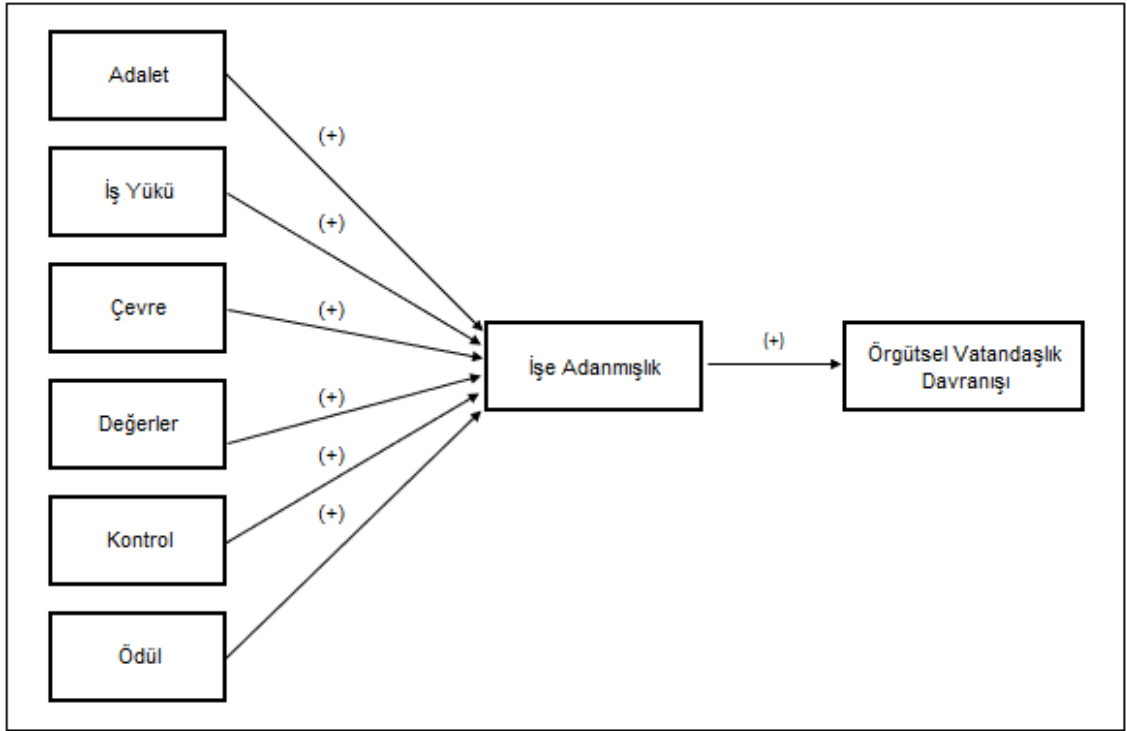 Adalet
(+)
İş Yükü
(+)
Çevre
(+)
Değerler
(+)
Kontrol
(+)
Ödül
(+)
İşe Adanmışlık
(+)
Örgütsel Vatandaşlık
Davranışı